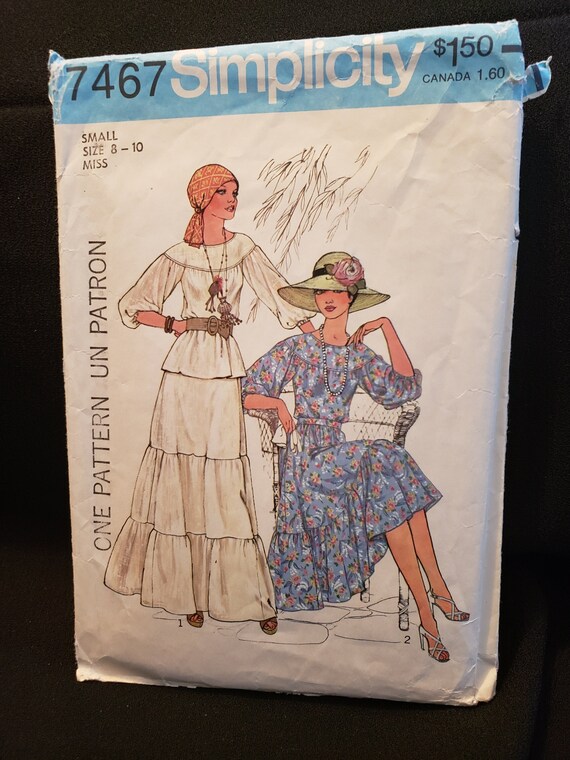 7467 Simplicity $1.50
CANADA 1.60
SMALL
SIZE 8 - 10
MISS
ONE PATTERN UN PATRON
1
2